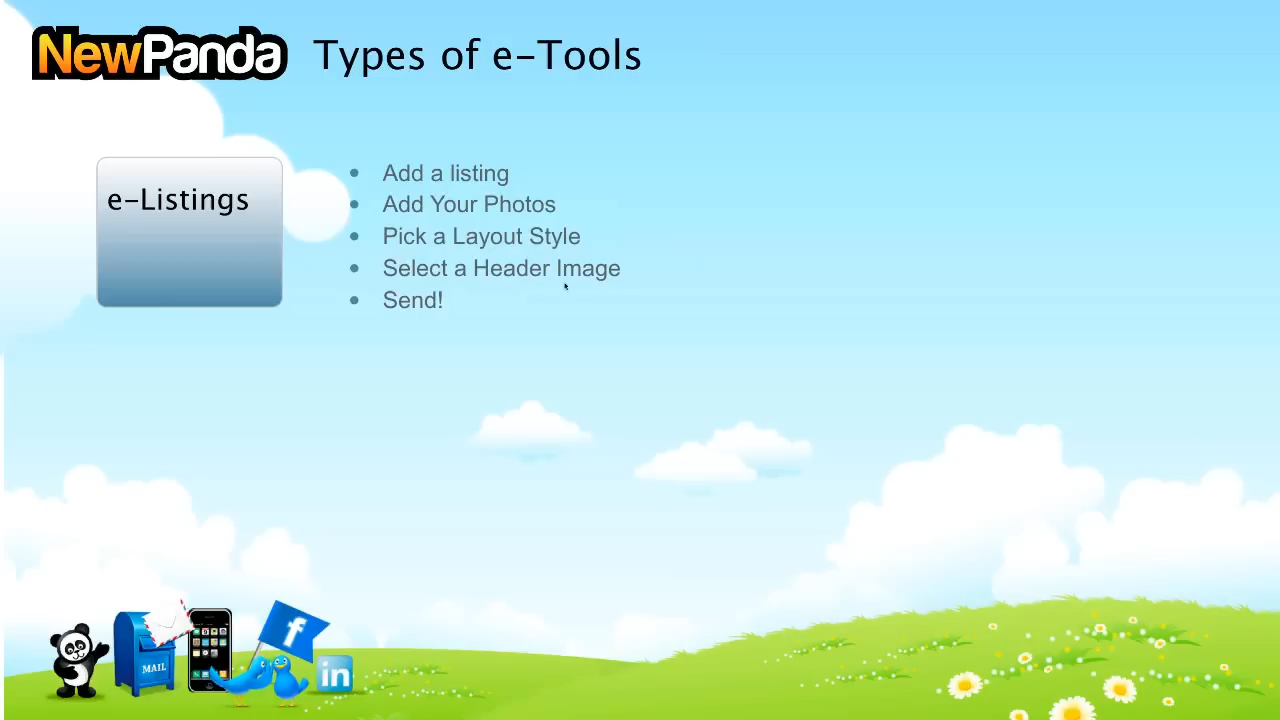 NewPanda Types of e-Tools
e-Listings
• Add a listing
• Add Your Photos
• Pick a Layout Style
• Select a Header Image
• Send!
f
MAIL
in